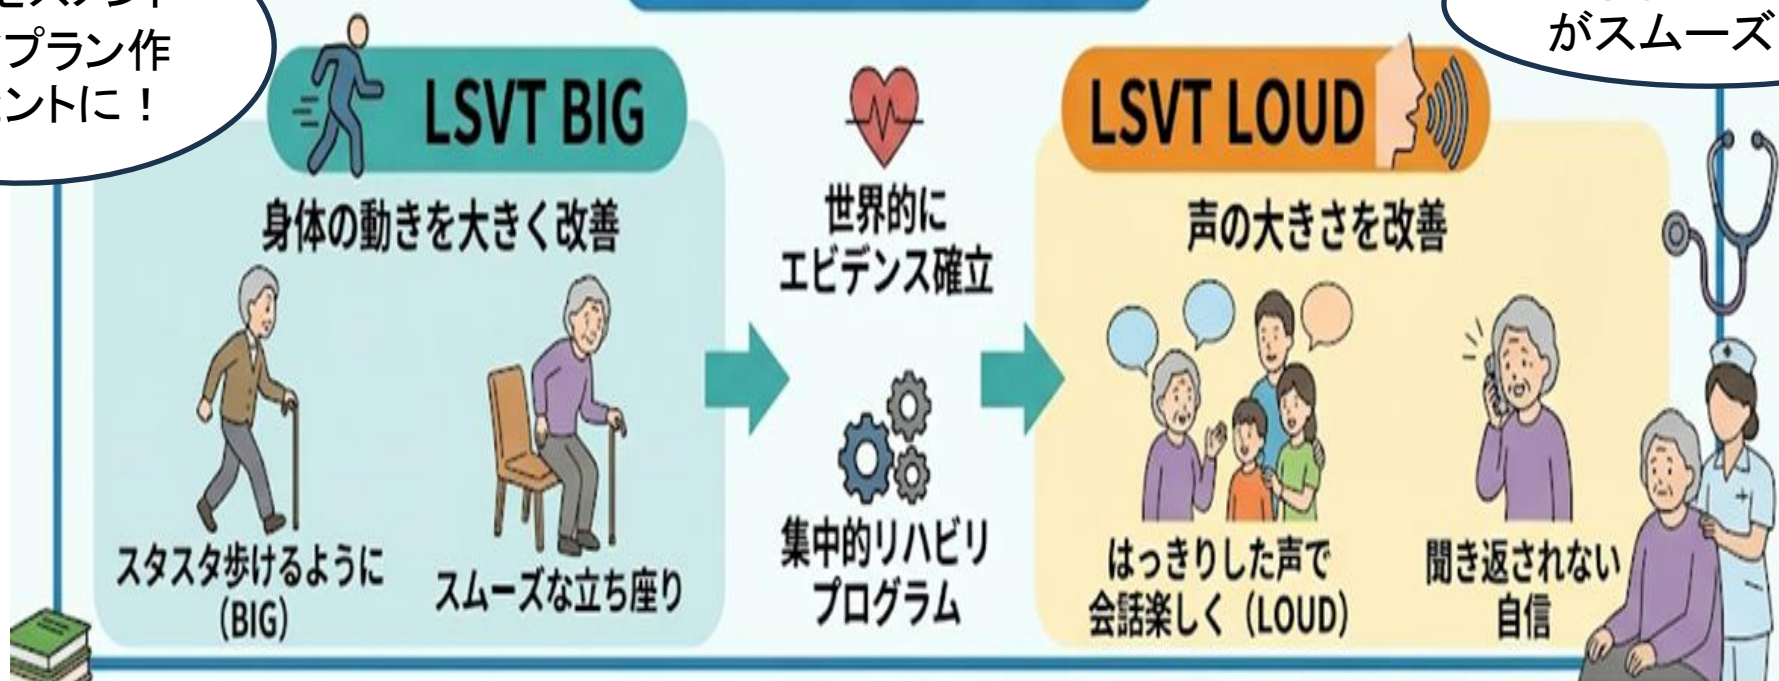 プラン作
ントに！
がスムーズ
LSVT BIG
身体の動きを大きく改善
スタスタ歩けるように
(BIG)
スムーズな立ち座り
世界的に
エビデンス確立
集中的リハビリ
プログラム
LSVT LOUD
声の大きさを改善
はっきりした声で
会話楽しく（LOUD）
聞き返されない
自信